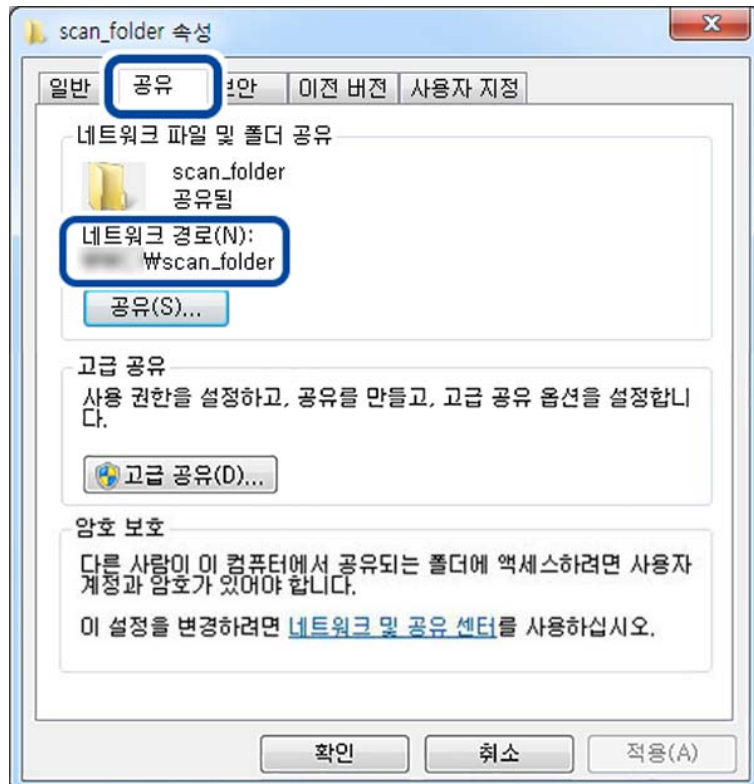 scan_folder 속성
일반 공유 보안 이전 버전 사용자 지정
네트워크 파일 및 폴더 공유
scan_folder
공유됨
네트워크 경로(N):
₩scan_folder
공유(S)...
고급 공유
사용 권한을 설정하고, 공유를 만들고, 고급 공유 옵션을 설정합니
다.
고급 공유(D)...
암호 보호
다른 사람이 이 컴퓨터에서 공유되는 폴더에 액세스하려면 사용자
계정과 암호가 있어야 합니다.
이 설정을 변경하려면 네트워크 및 공유 센터를 사용하십시오.
확인 취소 적용(A)